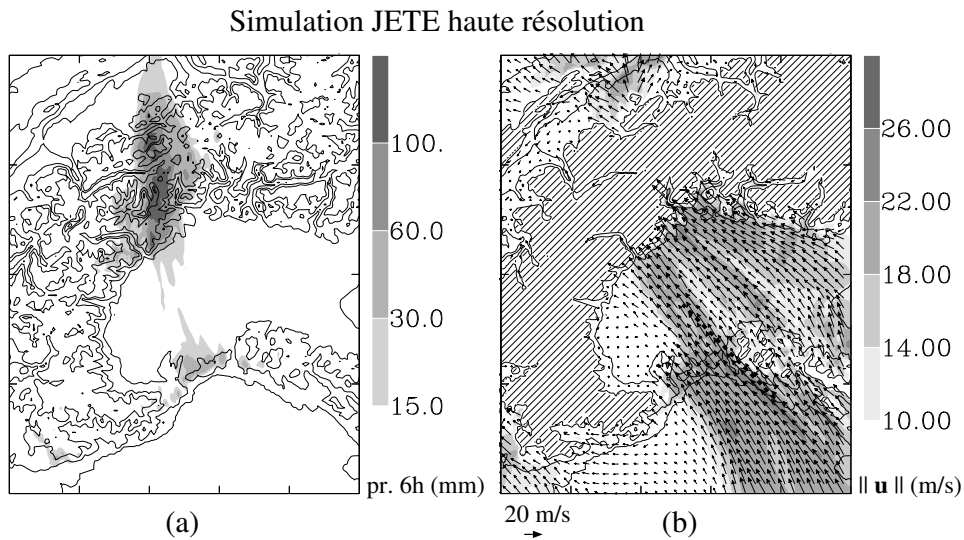 Simulation JETE haute résolution
100.
60.0
30.0
15.0
pr. 6h (mm)
(a)
26.00
22.00
18.00
14.00
10.00
|| u || (m/s)
20 m/s
(b)